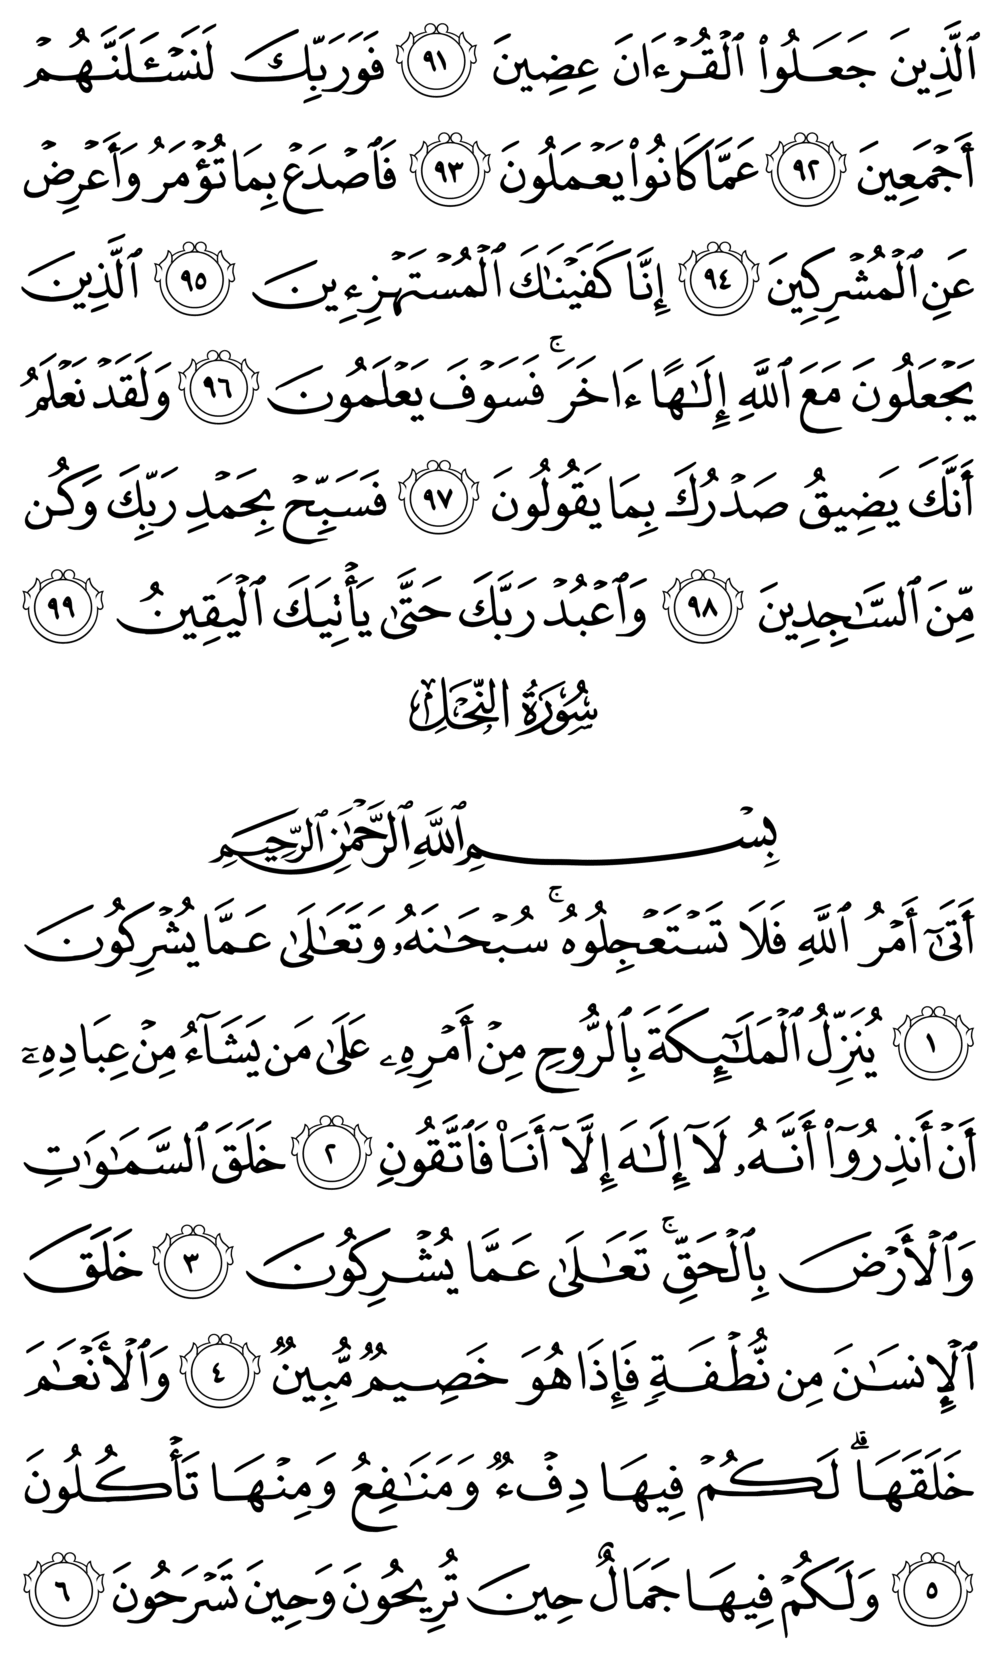 ٱلَّذِينَ جَعَلُوا۟ ٱلْقُرْءَانَ عِضِينَ ٩١ فَوَرَبِّكَ لَنَسْـَٔلَنَّهُمْ
أَجْمَعِينَ ٩٢ عَمَّا كَانُوا۟ يَعْمَلُونَ ٩٣ فَٱصْدَعْ بِمَا تُؤْمَرُ وَأَعْرِضْ
عَنِ ٱلْمُشْرِكِينَ ٩٤ إِنَّا كَفَيْنَـٰكَ ٱلْمُسْتَهْزِءِينَ ٩٥ ٱلَّذِينَ
يَجْعَلُونَ مَعَ ٱللَّهِ إِلَـٰهًا ءَاخَرَ ۚ فَسَوْفَ يَعْلَمُونَ ٩٦ وَلَقَدْ نَعْلَمُ
أَنَّكَ يَضِيقُ صَدْرُكَ بِمَا يَقُولُونَ ٩٧ فَسَبِّحْ بِحَمْدِ رَبِّكَ وَكُن
مِّنَ ٱلسَّـٰجِدِينَ ٩٨ وَٱعْبُدْ رَبَّكَ حَتَّىٰ يَأْتِيَكَ ٱلْيَقِينُ ٩٩
سُورَةُ النَّحْلِ
بِسْمِ ٱللَّهِ ٱلرَّحْمَـٰنِ ٱلرَّحِيمِ
أَتَىٰٓ أَمْرُ ٱللَّهِ فَلَا تَسْتَعْجِلُوهُ ۚ سُبْحَـٰنَهُۥ وَتَعَـٰلَىٰ عَمَّا يُشْرِكُونَ
١ يُنَزِّلُ ٱلْمَلَـٰٓئِكَةَ بِٱلرُّوحِ مِنْ أَمْرِهِۦ عَلَىٰ مَن يَشَآءُ مِنْ عِبَادِهِۦٓ
أَنْ أَنذِرُوٓا۟ أَنَّهُۥ لَآ إِلَـٰهَ إِلَّآ أَنَا۠ فَٱتَّقُونِ ٢ خَلَقَ ٱلسَّمَـٰوَٰتِ
وَٱلْأَرْضَ بِٱلْحَقِّ ۚ تَعَـٰلَىٰ عَمَّا يُشْرِكُونَ ٣ خَلَقَ
ٱلْإِنسَـٰنَ مِن نُّطْفَةٍ فَإِذَا هُوَ خَصِيمٌ مُّبِينٌ ٤ وَٱلْأَنْعَـٰمَ
خَلَقَهَا ۗ لَكُمْ فِيهَا دِفْءٌ وَمَنَـٰفِعُ وَمِنْهَا تَأْكُلُونَ
٥ وَلَكُمْ فِيهَا جَمَالٌ حِينَ تُرِيحُونَ وَحِينَ تَسْرَحُونَ ٦